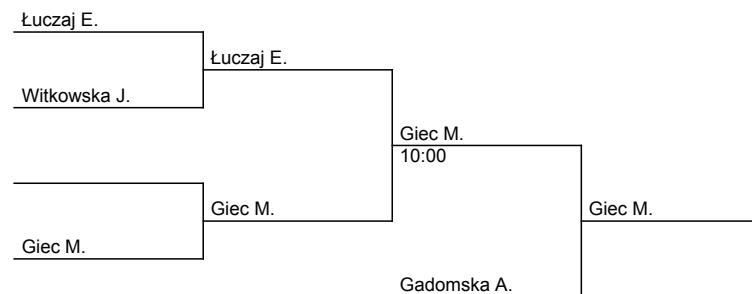 Łuczaj E.
Łuczaj E.
Witkowska J.
Giec M.
10:00
Giec M.
Giec M.
Giec M.
Gadomska A.